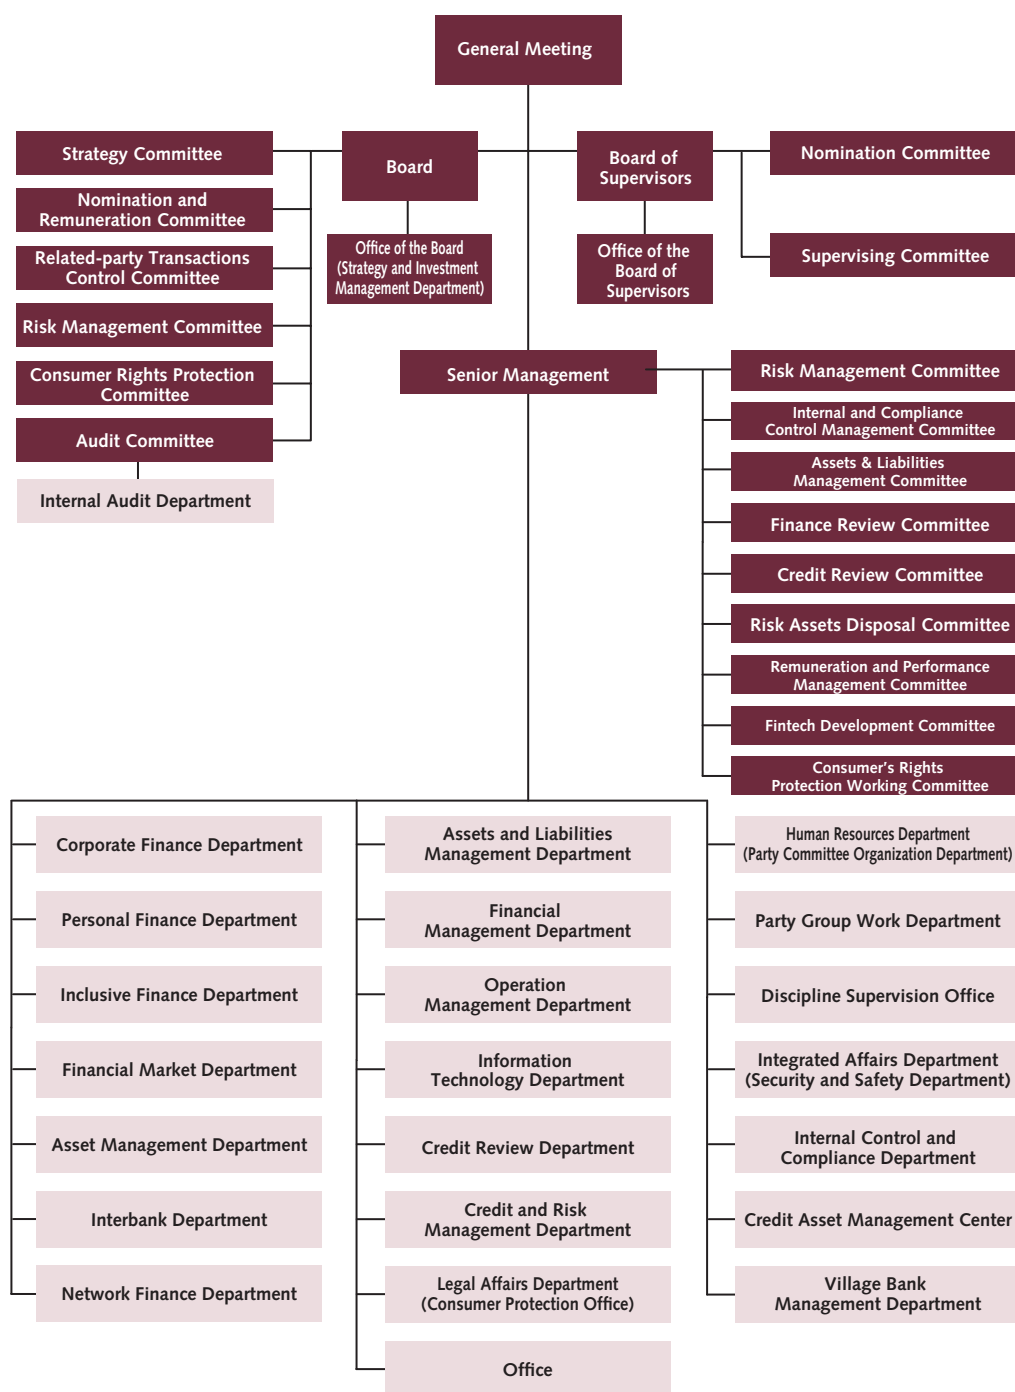 General Meeting
Strategy Committee
Nomination and
Remuneration Committee
Related-party Transactions
Control Committee
Risk Management Committee
Consumer Rights Protection
Committee
Audit Committee
Internal Audit Department
Board
Office of the Board
(Strategy and Investment
Management Department)
Board of
Supervisors
Office of the
Board of
Supervisors
Nomination Committee
Supervising Committee
Senior Management
Risk Management Committee
Internal and Compliance
Control Management Committee
Assets & Liabilities
Management Committee
Finance Review Committee
Credit Review Committee
Risk Assets Disposal Committee
Remuneration and Performance
Management Committee
Fintech Development Committee
Consumer's Rights
Protection Working Committee
Corporate Finance Department
Personal Finance Department
Inclusive Finance Department
Financial Market Department
Asset Management Department
Interbank Department
Network Finance Department
Assets and Liabilities
Management Department
Financial
Management Department
Operation
Management Department
Information
Technology Department
Credit Review Department
Credit and Risk
Management Department
Legal Affairs Department
(Consumer Protection Office)
Office
Human Resources Department
(Party Committee Organization Department)
Party Group Work Department
Discipline Supervision Office
Integrated Affairs Department
(Security and Safety Department)
Internal Control and
Compliance Department
Credit Asset Management Center
Village Bank
Management Department